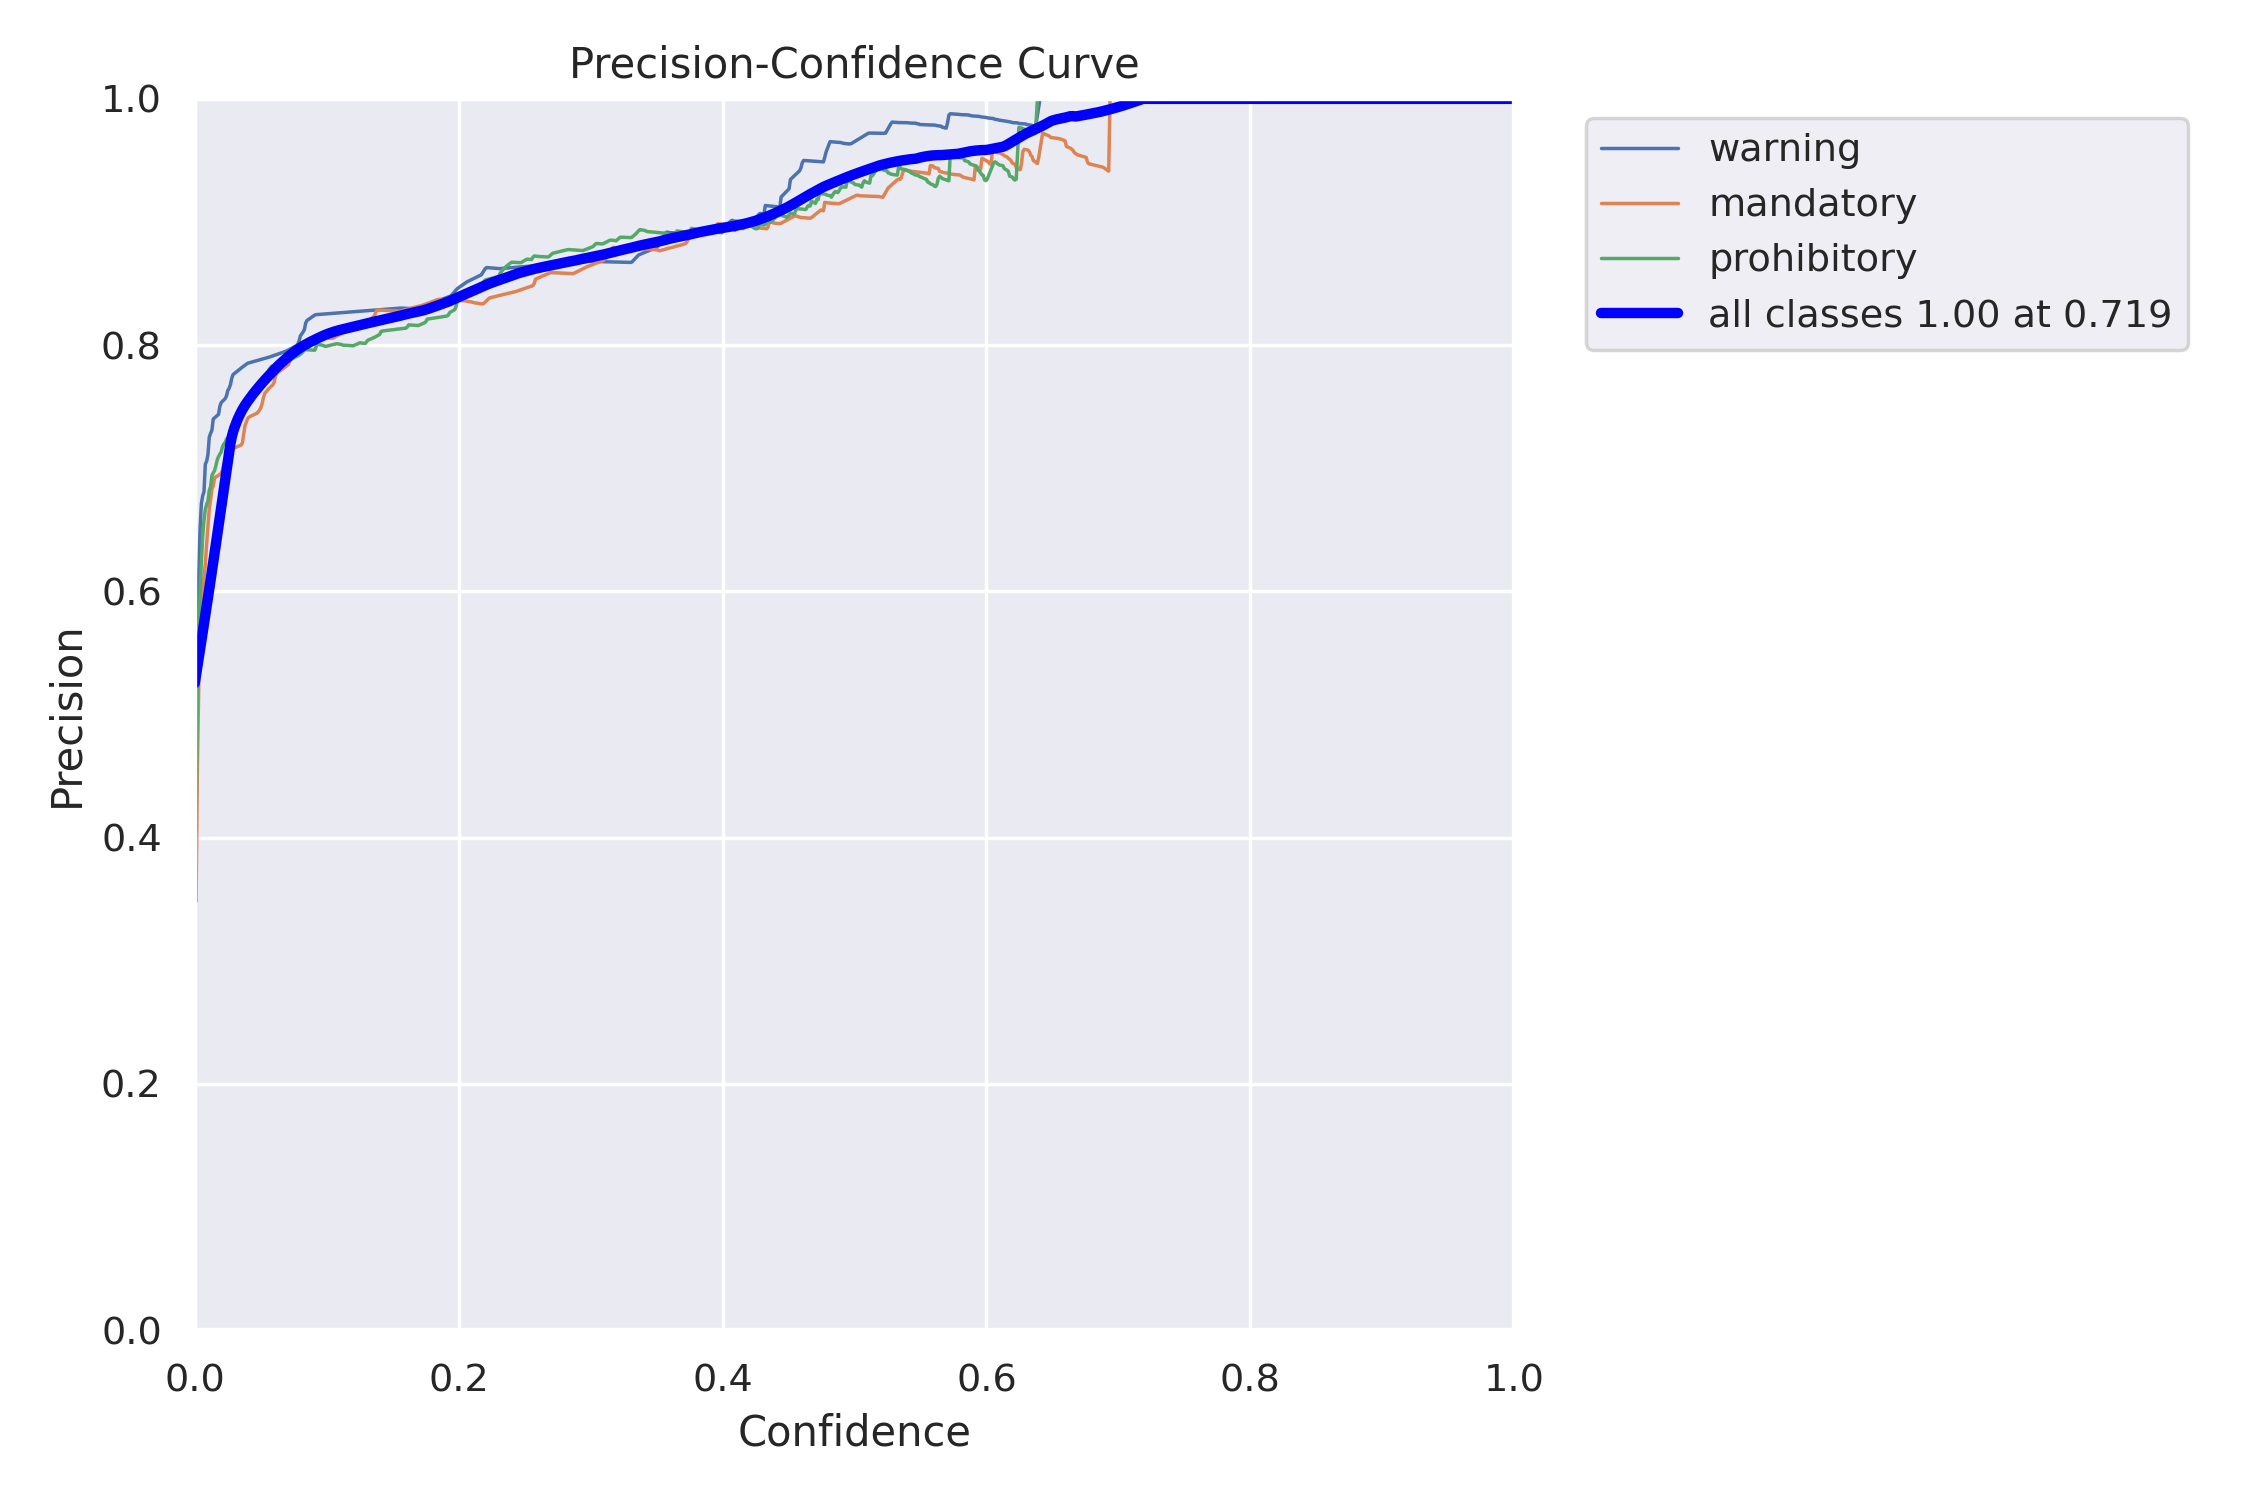 Precision-Confidence Curve
1.0
0.8
0.6
0.4
0.2
0.0
Precision
0.0 0.2 0.4 0.6 0.8 1.0
Confidence
warning
mandatory
prohibitory
all classes 1.00 at 0.719